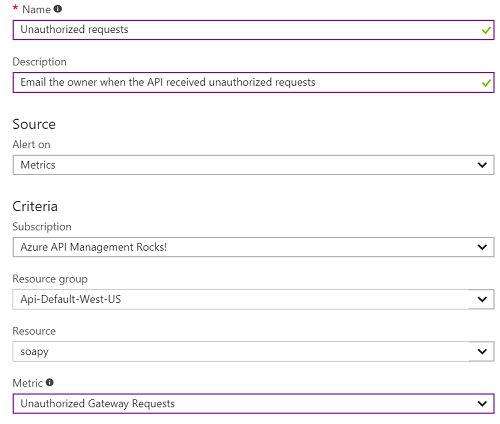 * Name
Unauthorized requests
Description
Email the owner when the API received unauthorized requests
Source
Alert on
Metrics
Criteria
Subscription
Azure API Management Rocks!
Resource group
Api-Default-West-US
Resource
soapy
Metric
Unauthorized Gateway Requests